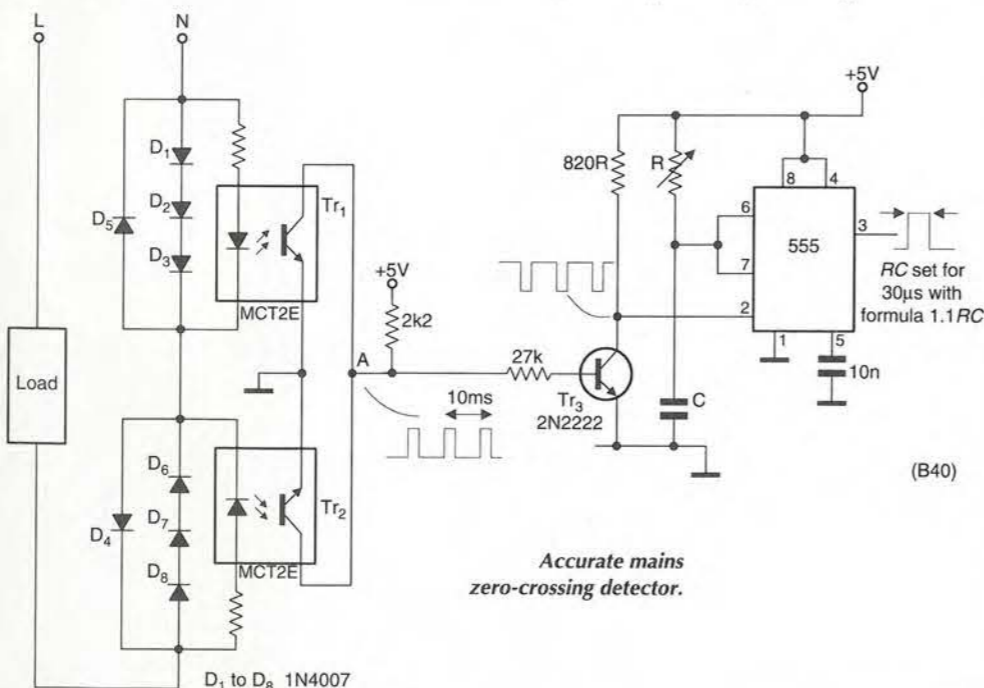 L
N
+5V
D1
D2
D5
D3
Tr1
MCT2E
820R
R
8
4
6
7
555
3
2
1
5
RC set for
30µs with
formula 1.1RC
+5V
2k2
A
27k
10ms
Tr3
2N2222
C
10n
Load
D6
D7
D4
D8
Tr2
MCT2E
(B40)
Accurate mains
zero-crossing detector.
D1 to D8 1N4007